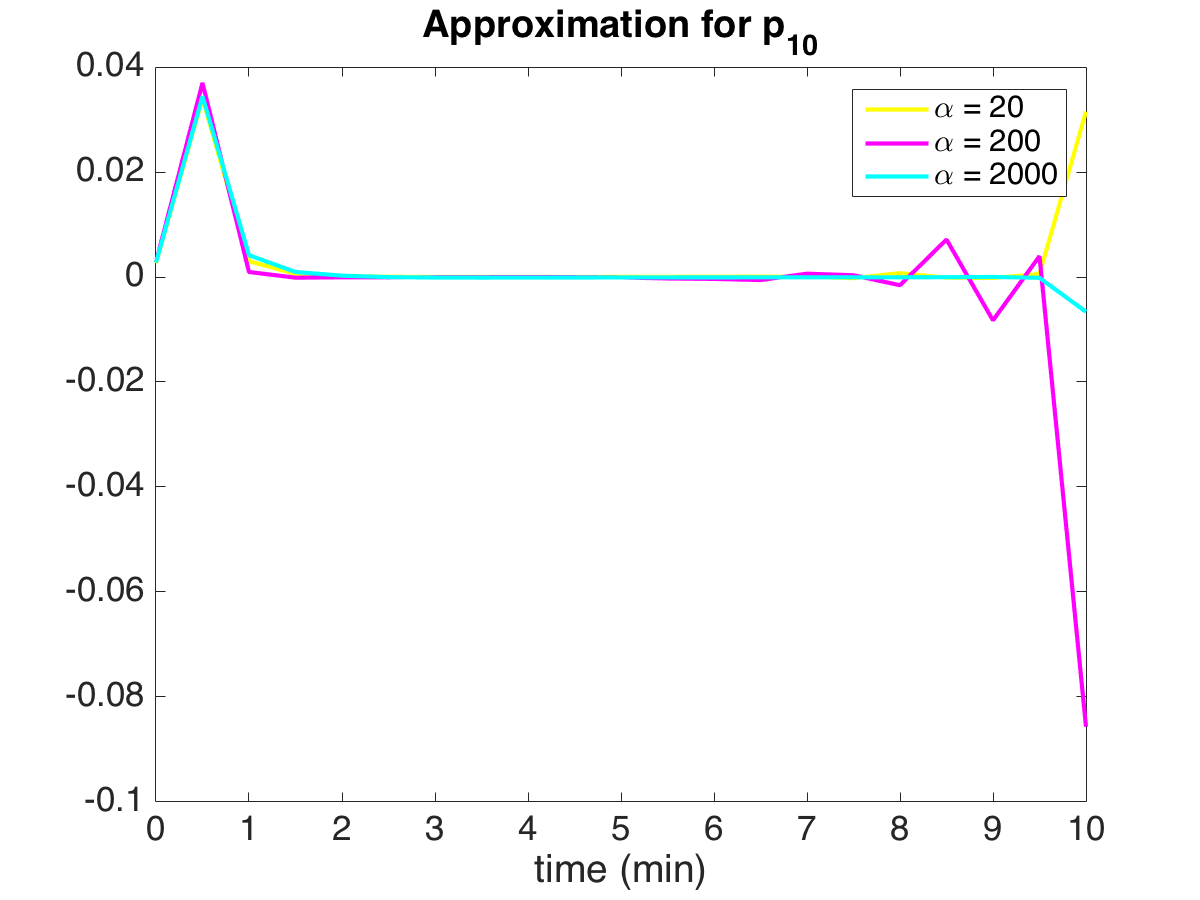 Approximation for p10
0.04
0.02
0
-0.02
-0.04
-0.06
-0.08
-0.1
α = 20
α = 200
α = 2000
0 1 2 3 4 5 6 7 8 9 10
time (min)